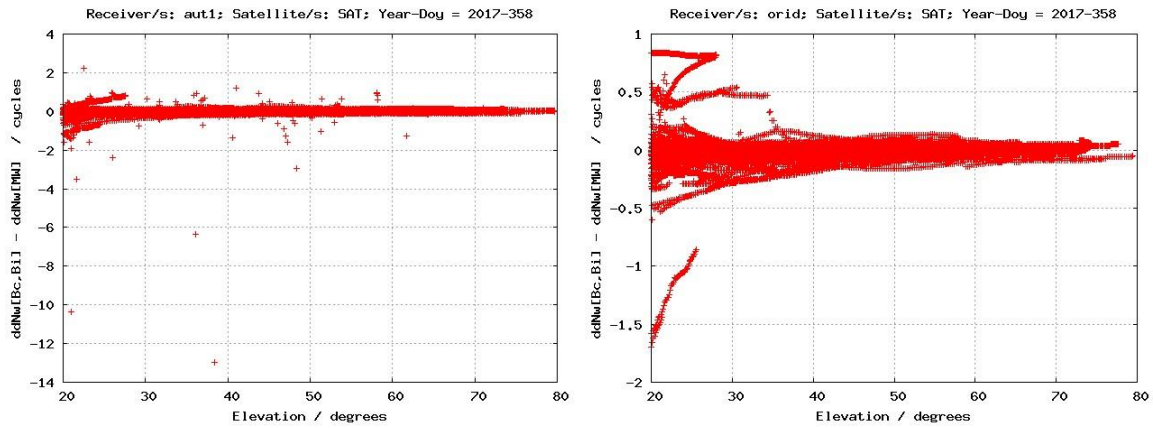 Receiver/s: aut1; Satellite/s: SAT; Year-Doy = 2017-358
ddNw[Bc,Bi] - ddNw[MW] / cycles
4
2
0
-2
-4
-6
-8
-10
-12
-14
20 30 40 50 60 70 80
Elevation / degrees
Receiver/s: orid; Satellite/s: SAT; Year-Doy = 2017-358
ddNw[Bc,Bi] - ddNw[MW] / cycles
1
0.5
0
-0.5
-1
-1.5
-2
20 30 40 50 60 70 80
Elevation / degrees